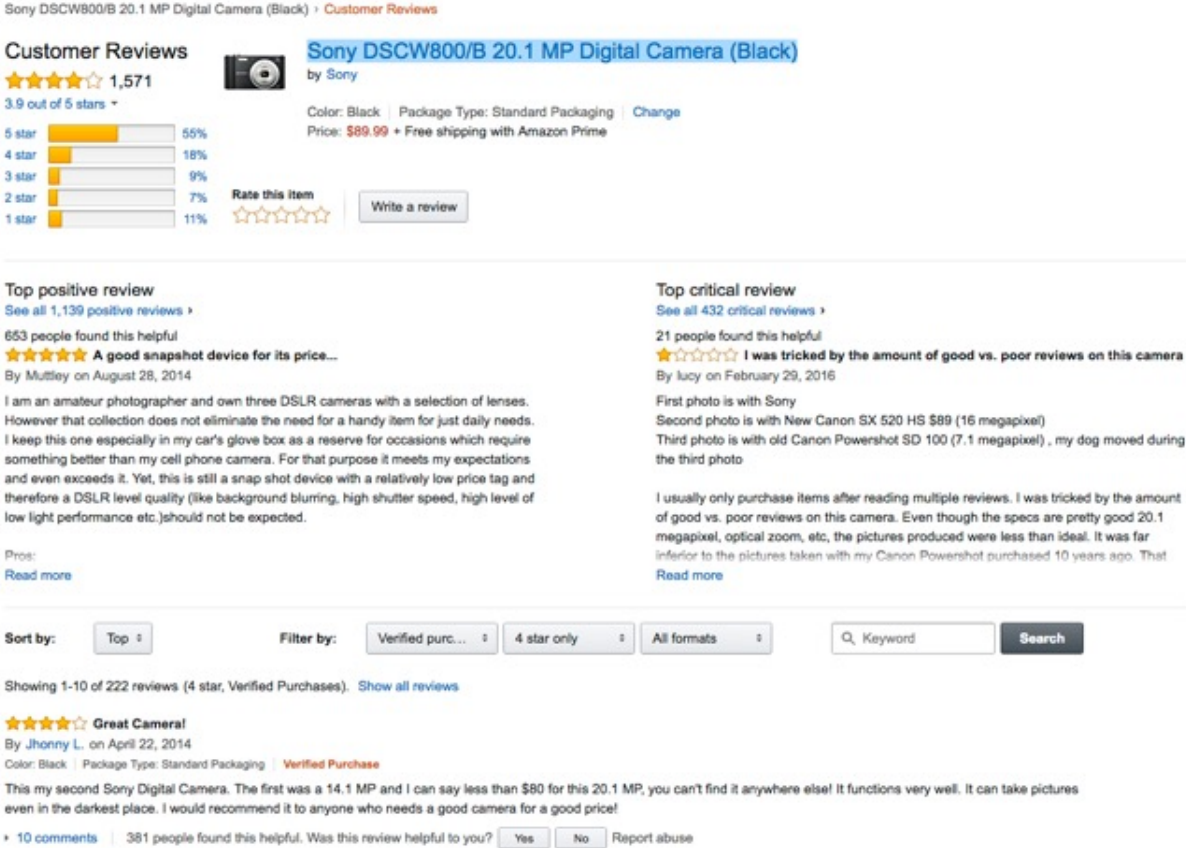 Sony DSCW800/B 20.1 MP Digital Camera (Black) › Customer Reviews
Customer Reviews
1,571
3.9 out of 5 stars
5 star 55%
4 star 18%
3 star 9%
2 star 7%
1 star 11%
Sony DSCW800/B 20.1 MP Digital Camera (Black)
by Sony
Color: Black | Package Type: Standard Packaging | Change
Price: $89.99 + Free shipping with Amazon Prime
Rate this item
Write a review
Top positive review
See all 1,139 positive reviews ›
653 people found this helpful
A good snapshot device for its price...
By Muttley on August 28, 2014
I am an amateur photographer and own three DSLR cameras with a selection of lenses.
However that collection does not eliminate the need for a handy item for just daily needs.
I keep this one especially in my car's glove box as a reserve for occasions which require
something better than my cell phone camera. For that purpose it meets my expectations
and even exceeds it. Yet, this is still a snap shot device with a relatively low price tag and
therefore a DSLR level quality (like background blurring, high shutter speed, high level of
low light performance etc.)should not be expected.
Pros:
Read more
Top critical review
See all 432 critical reviews ›
21 people found this helpful
I was tricked by the amount of good vs. poor reviews on this camera
By lucy on February 29, 2016
First photo is with Sony
Second photo is with New Canon SX 520 HS $89 (16 megapixel)
Third photo is with old Canon Powershot SD 100 (7.1 megapixel) , my dog moved during
the third photo
I usually only purchase items after reading multiple reviews. I was tricked by the amount
of good vs. poor reviews on this camera. Even though the specs are pretty good 20.1
megapixel, optical zoom, etc, the pictures produced were less than ideal. It was far
inferior to the pictures taken with my Canon Powershot purchased 10 years ago. That
Read more
Sort by: Top Filter by: Verified purc... 4 star only All formats Keyword Search
Showing 1-10 of 222 reviews (4 star, Verified Purchases). Show all reviews
Great Camera!
By Jhonny L. on April 22, 2014
Color: Black | Package Type: Standard Packaging | Verified Purchase
This my second Sony Digital Camera. The first was a 14.1 MP and I can say less than $80 for this 20.1 MP, you can't find it anywhere else! It functions very well. It can take pictures
even in the darkest place. I would recommend it to anyone who needs a good camera for a good price!
10 comments | 381 people found this helpful. Was this review helpful to you? Yes No Report abuse